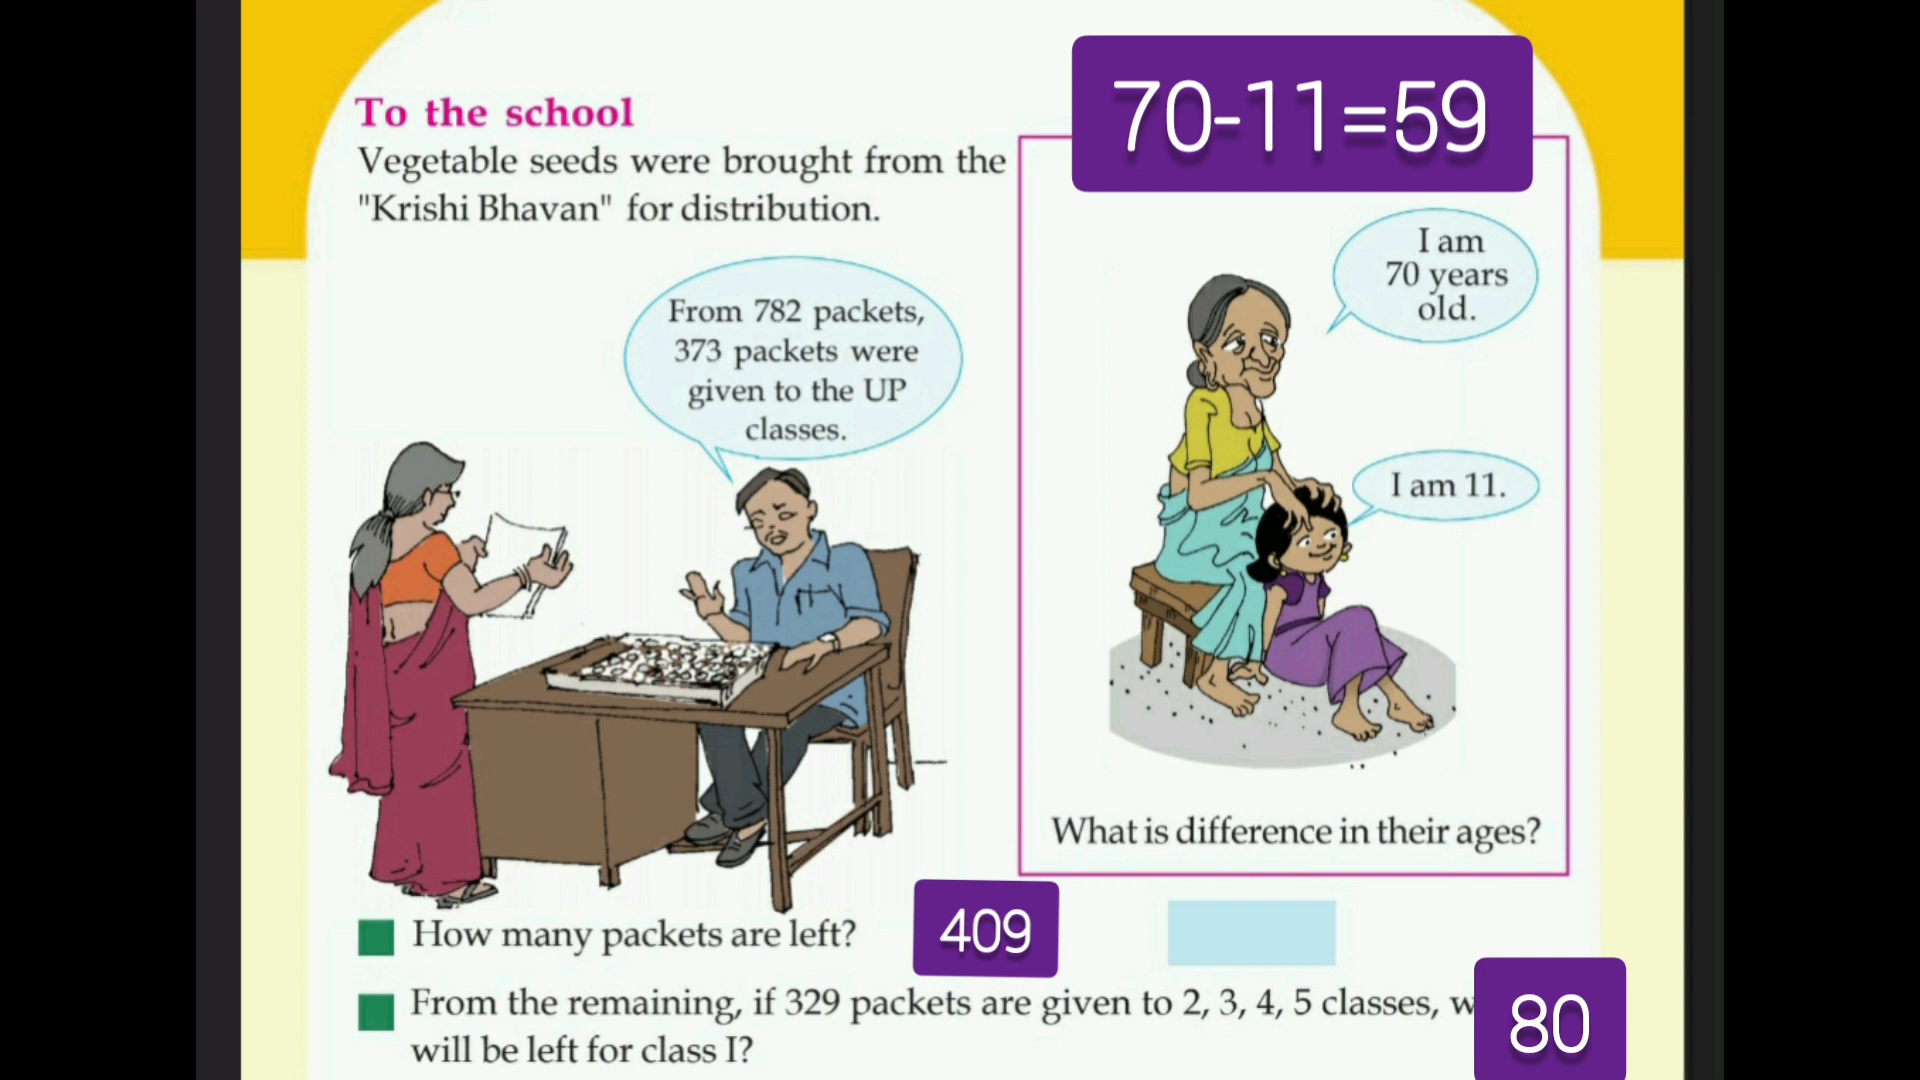 To the school
Vegetable seeds were brought from the
"Krishi Bhavan" for distribution.
From 782 packets,
373 packets were
given to the UP
classes.
70-11=59
I am
70 years
old.
I am 11.
What is difference in their ages?
How many packets are left?
409
From the remaining, if 329 packets are given to 2, 3, 4, 5 classes, w
will be left for class I?
80